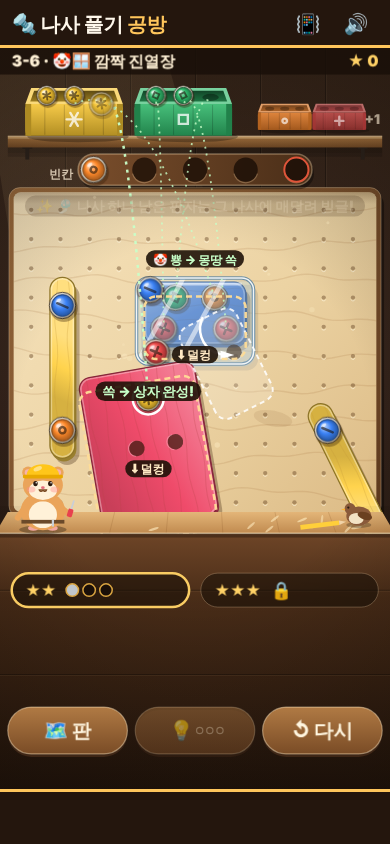 나사 풀기 공방
3-6 · 깜짝 진열장
★ 0
+1
빈칸
뿅 → 몽땅 쏙
⬇덜컹
쏙 → 상자 완성!
⬇덜컹
★★
★★★
판
다시